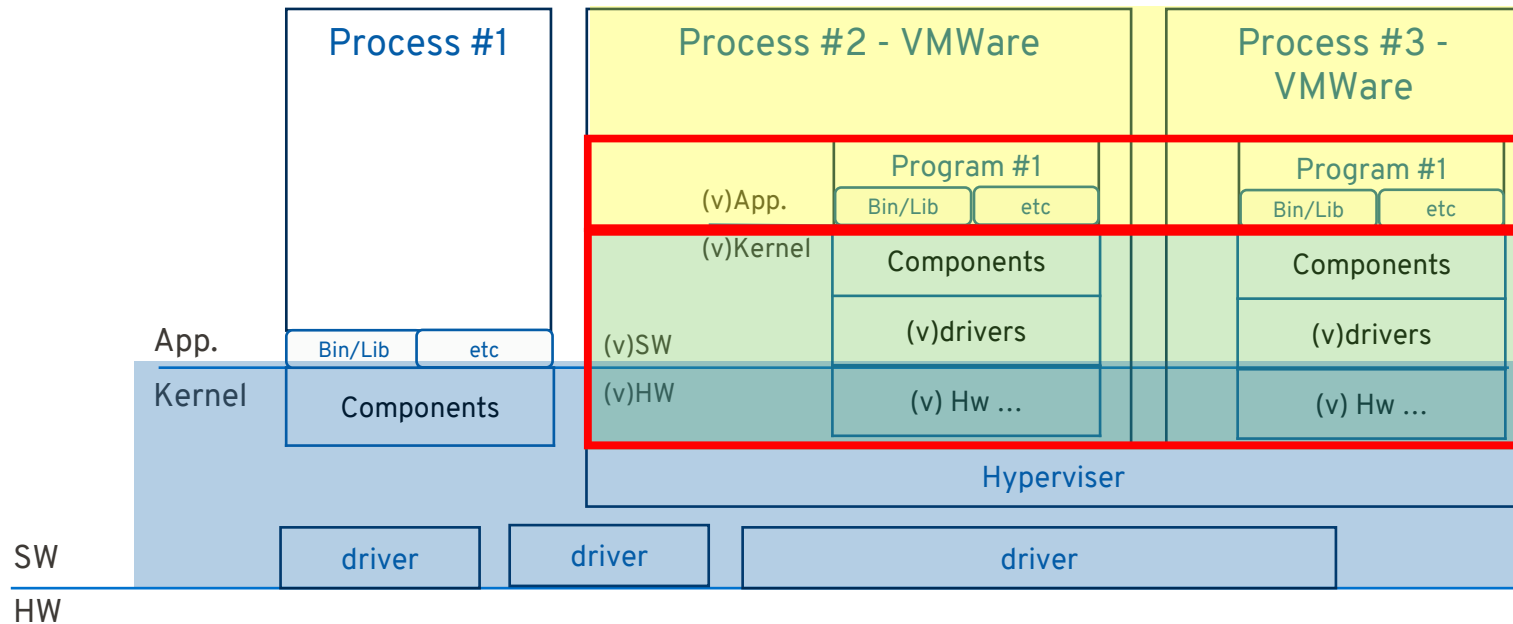 Process #1
Process #2 - VMWare
Process #3 -
VMWare
Program #1
Program #1
(v)App.
Bin/Lib
etc
Bin/Lib
etc
(v)Kernel
Components
Components
App.
Bin/Lib
etc
(v)SW
(v)drivers
(v)drivers
Kernel
Components
(v)HW
(v) Hw ...
(v) Hw ...
Hyperviser
SW
driver
driver
driver
HW